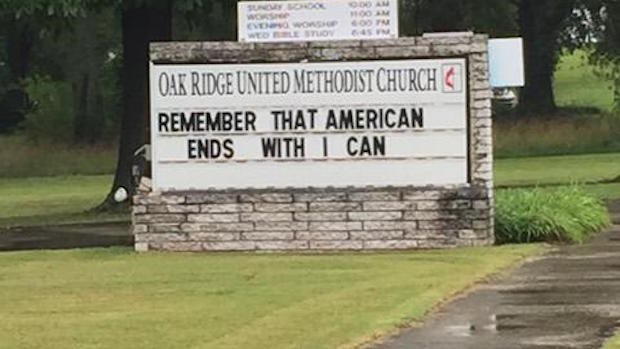 SUNDAY SCHOOL 10:00 AM
WORSHIP 11:00 AM
EVENING WORSHIP 6:00 PM
WED BIBLE STUDY 6:45 PM
OAK RIDGE UNITED METHODIST CHURCH
REMEMBER THAT AMERICAN
ENDS WITH I CAN